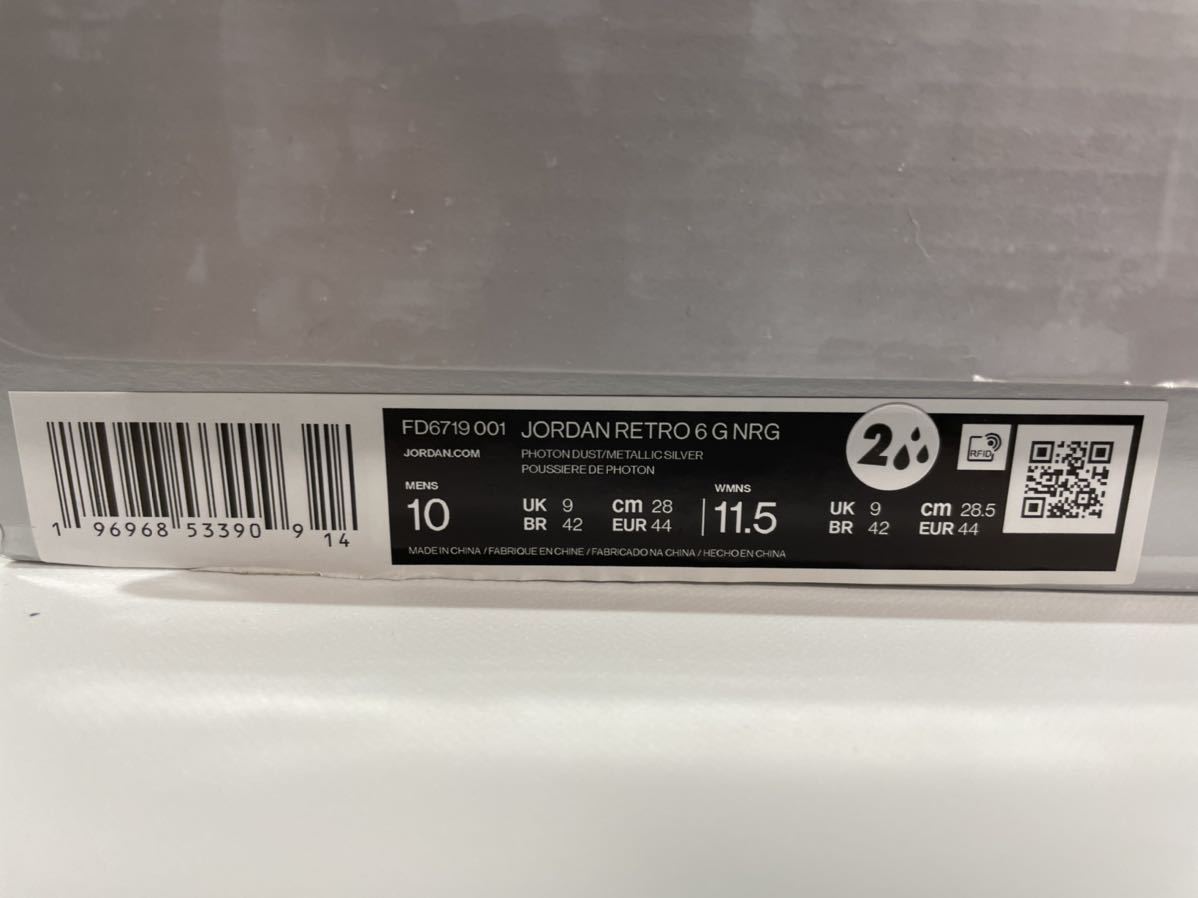 FD6719 001 JORDAN RETRO 6 G NRG
JORDAN.COM
PHOTON DUST/METALLIC SILVER
POUSSIERE DE PHOTON
MENS
10
UK 9 cm 28
BR 42 EUR 44
WMNS
11.5
UK 9 cm 28.5
BR 42 EUR 44
MADE IN CHINA / FABRIQUE EN CHINE / FABRICADO NA CHINA / HECHO EN CHINA
2
RFID
1 96968 53390 9 14